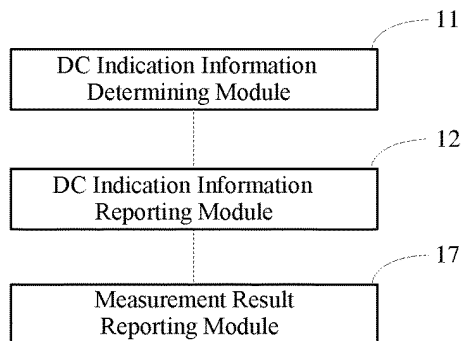 11
DC Indication Information
Determining Module
12
DC Indication Information
Reporting Module
17
Measurement Result
Reporting Module